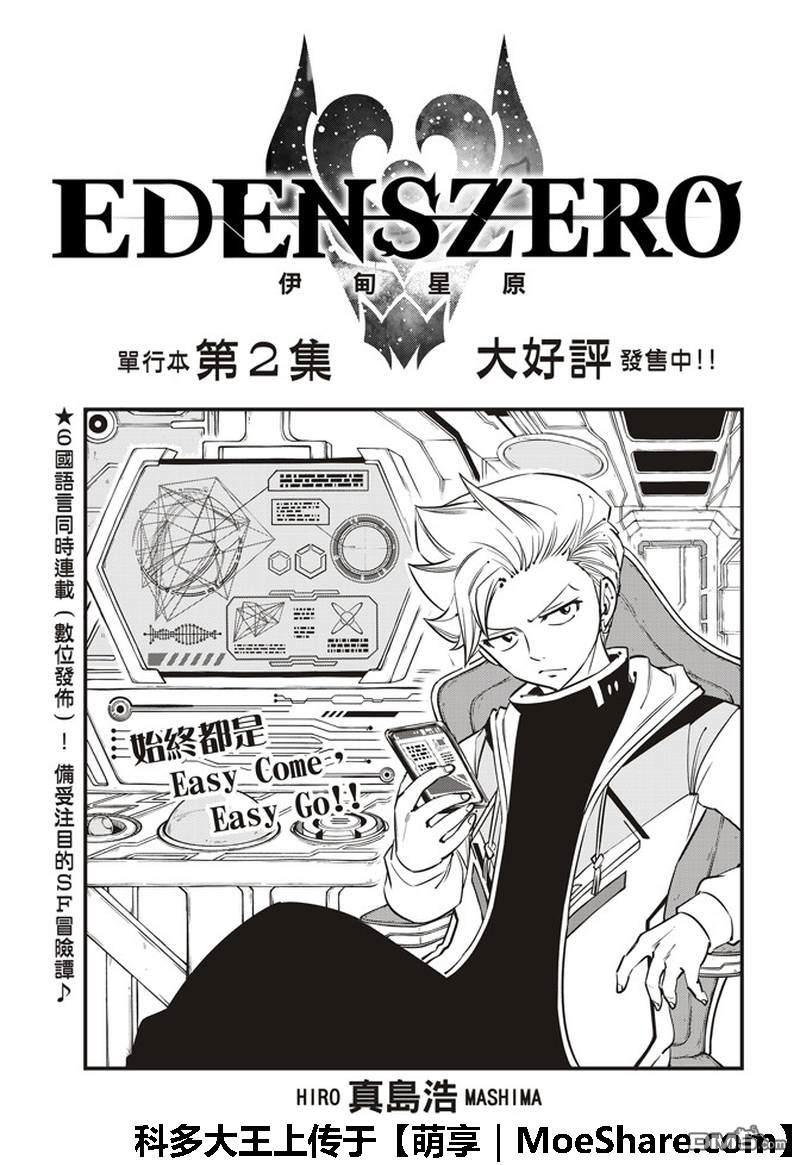 EDENSZERO
伊甸星原
單行本 第2集 大好評 發售中!!
★6國語言同時連載(數位發佈)! 備受注目的SF冒險譚♪
始終都是
Easy Come,
Easy Go!!
HIRO 真島浩 MASHIMA
科多大王上传于【萌享｜MoeShare.com】